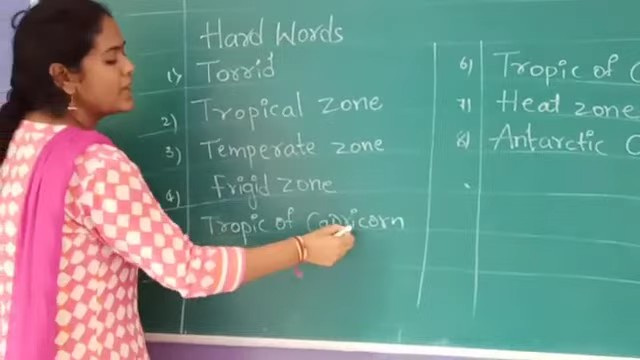 Hard Words
1) Torrid
2) Tropical zone
3) Temperate zone
4) Frigid zone
Tropic of Capricorn
6) Tropic of C
7) Heat zone
8) Antarctic C